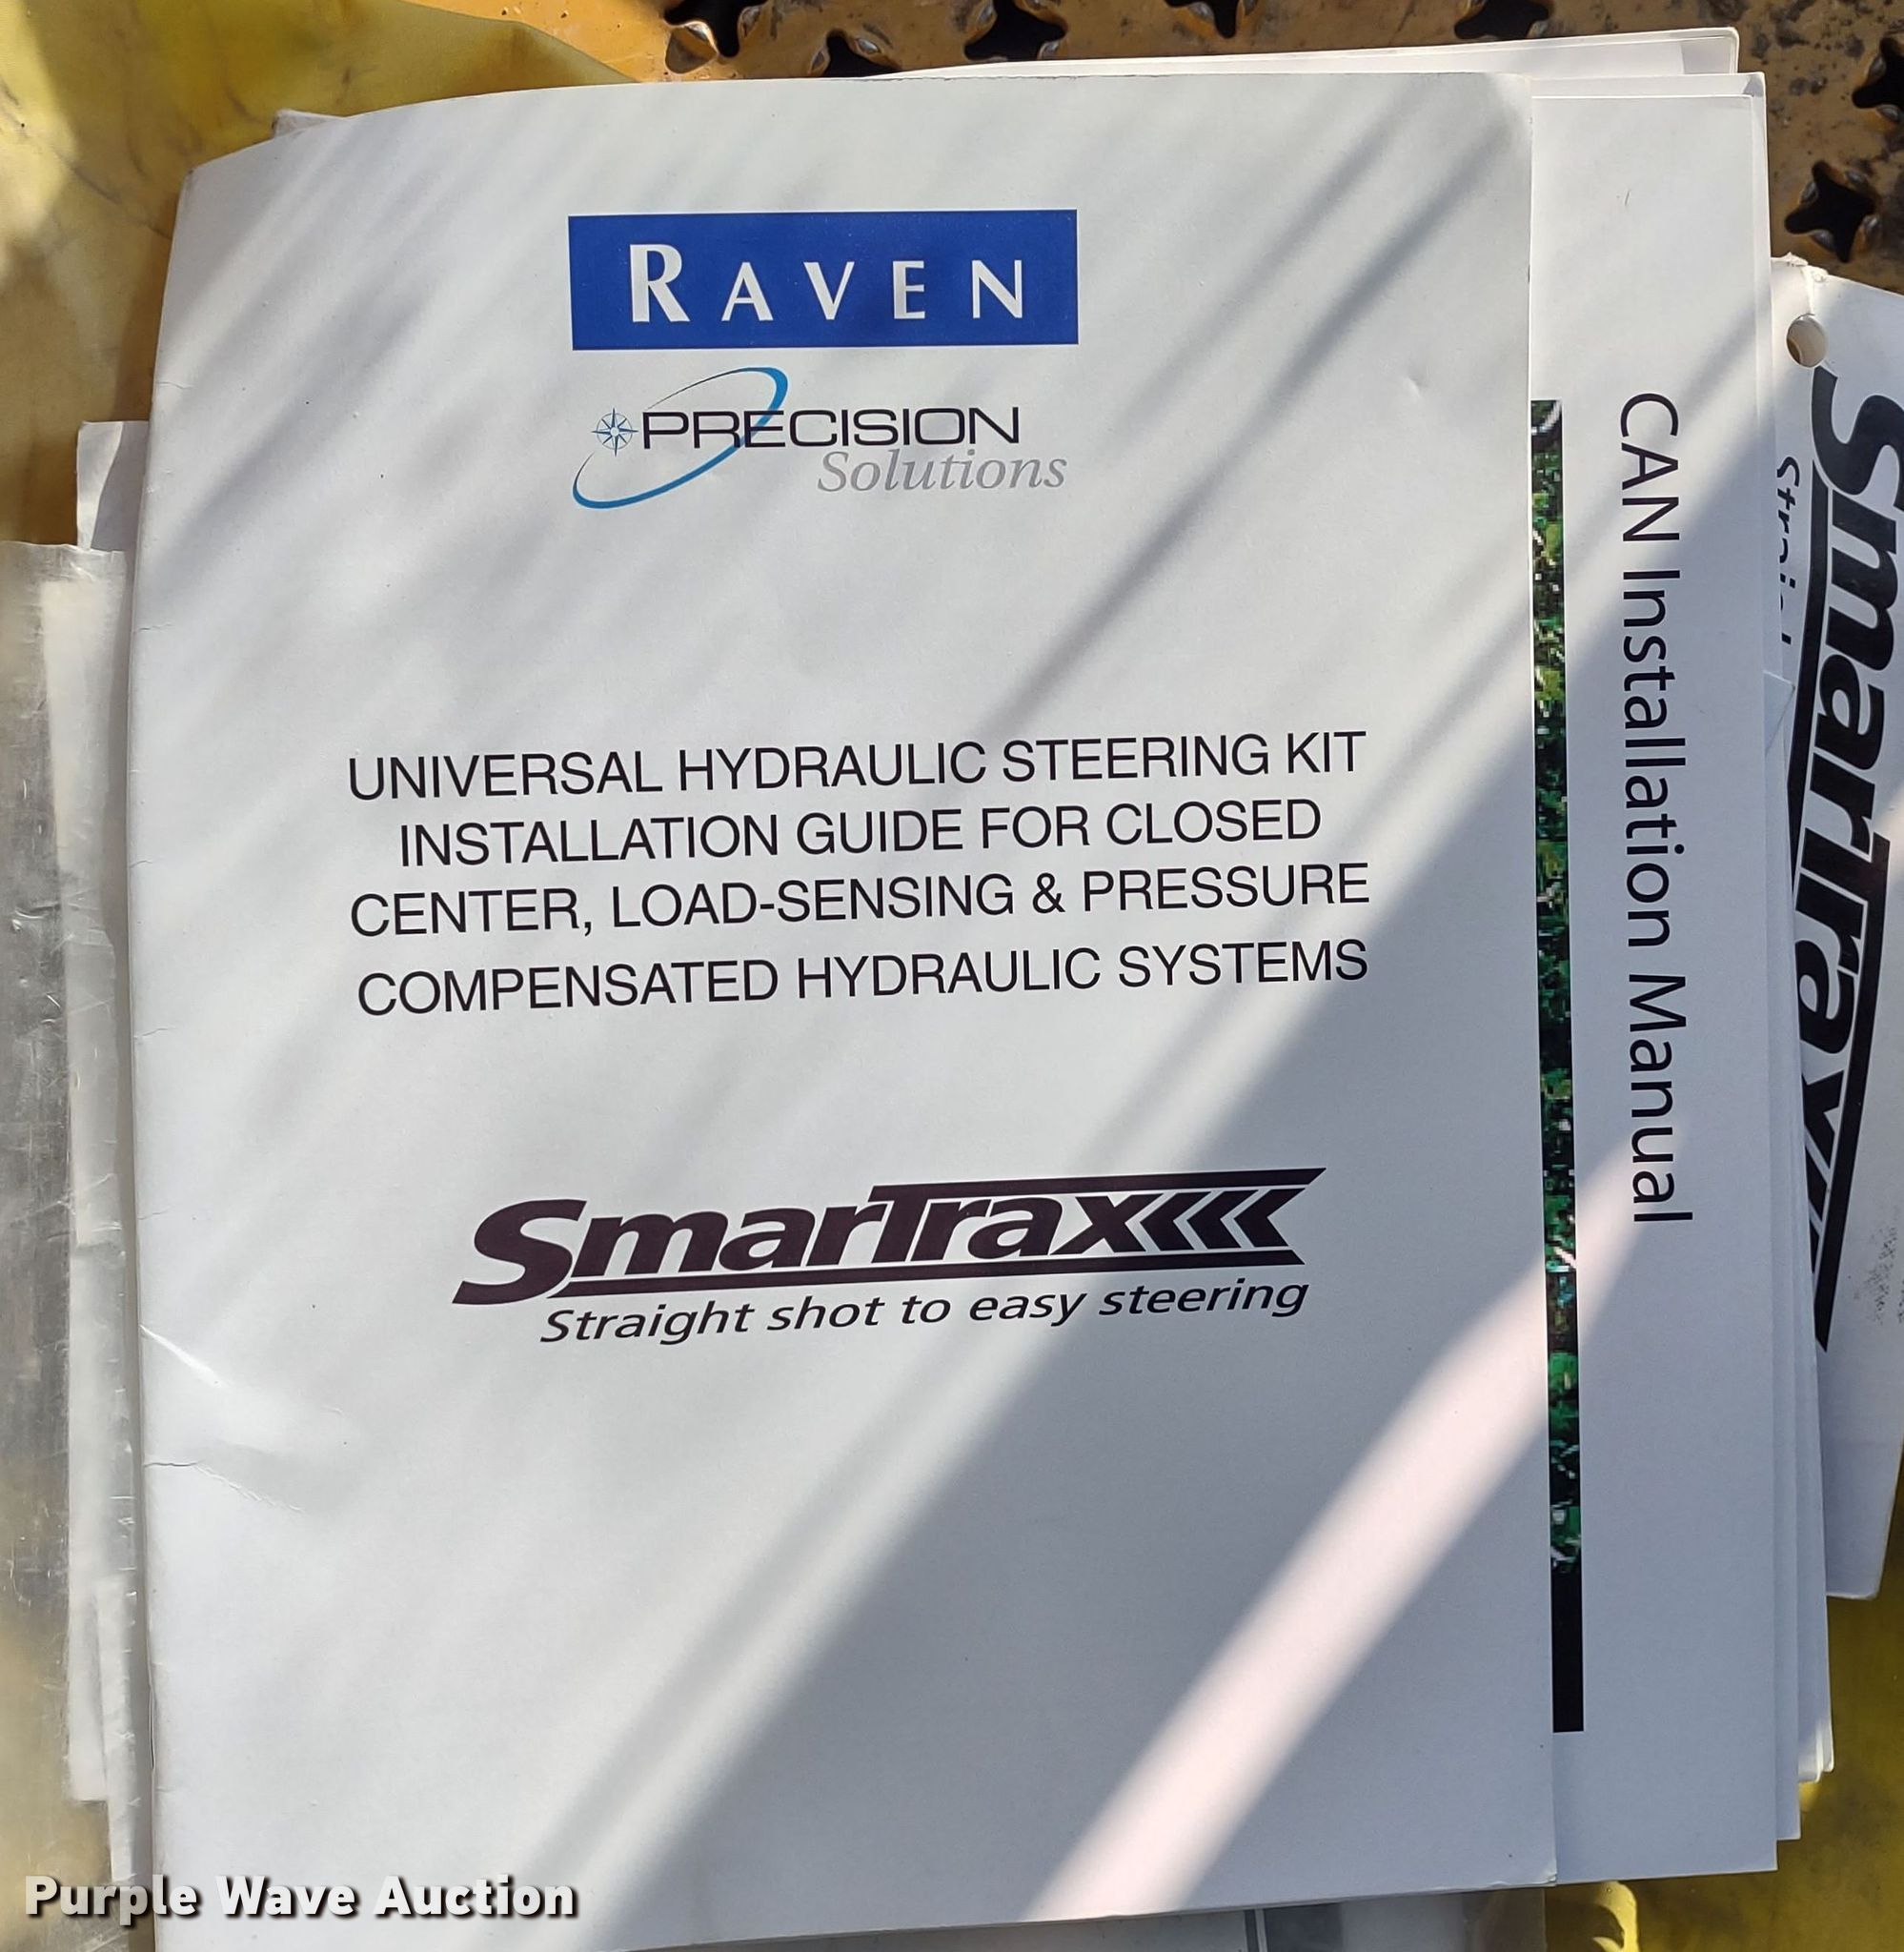 RAVEN
PRECISION
Solutions
UNIVERSAL HYDRAULIC STEERING KIT
INSTALLATION GUIDE FOR CLOSED
CENTER, LOAD-SENSING & PRESSURE
COMPENSATED HYDRAULIC SYSTEMS
SmarTrax
Straight shot to easy steering
CAN Installation Manual
SmarTrax
Purple Wave Auction